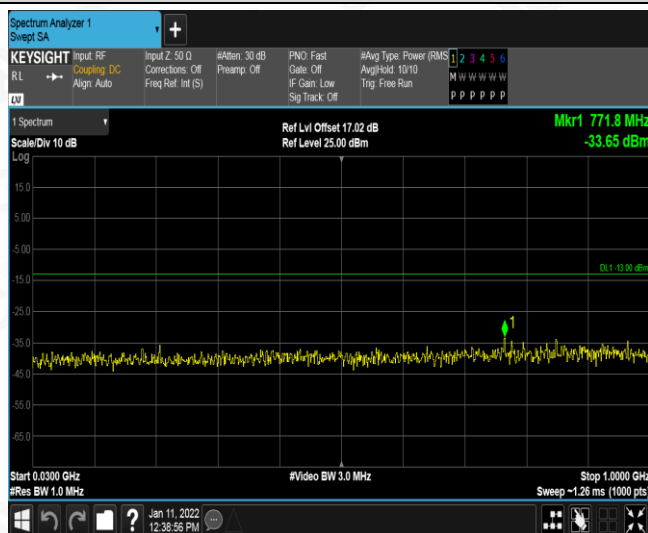 Spectrum Analyzer 1
Swept SA
+
KEYSIGHT Input: RF Input Z: 50 Ω #Atten: 30 dB PNO: Fast #Avg Type: Power (RMS 1 2 3 4 5 6
RL Coupling: DC Corrections: Off Preamp: Off Gate: Off Avg|Hold: 10/10 M W W W W W
Align: Auto Freq Ref: Int (S) IF Gain: Low Trig: Free Run
Sig Track: Off P P P P P P
LXI
1 Spectrum Ref Lvl Offset 17.02 dB Mkr1 771.8 MHz
Scale/Div 10 dB Ref Level 25.00 dBm -33.65 dBm
Log
15.0
5.00
-5.00
DL1 -13.00 dBm
-15.0
-25.0
1
-35.0
-45.0
-55.0
-65.0
Start 0.0300 GHz #Video BW 3.0 MHz Stop 1.0000 GHz
#Res BW 1.0 MHz Sweep ~1.26 ms (1000 pts)
? Jan 11, 2022
12:38:56 PM